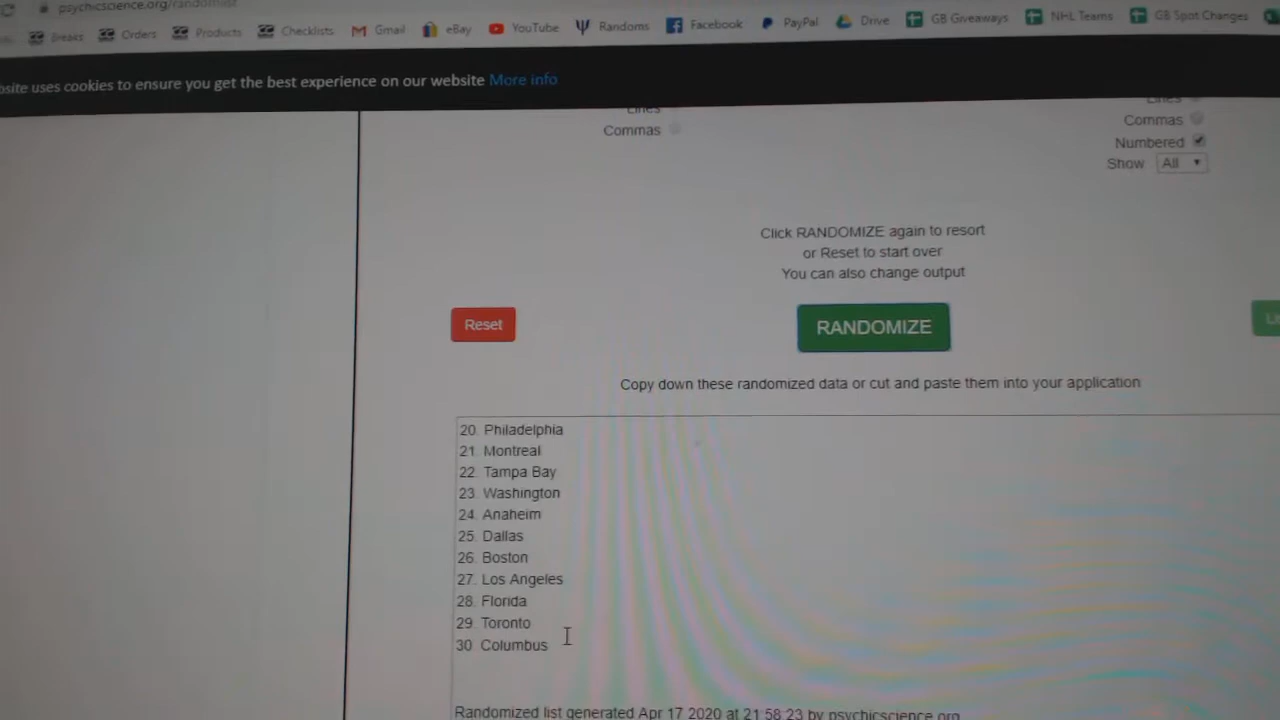 psychicscience.org/randomlist
Breaks Orders Products Checklists Gmail eBay YouTube Randoms Facebook PayPal Drive GB Giveaways NHL Teams GB Spot Changes
uses cookies to ensure you get the best experience on our website More info
Lines
Lines
Commas
Commas
Numbered
Show All
Click RANDOMIZE again to resort
or Reset to start over
You can also change output
Reset
RANDOMIZE
Copy down these randomized data or cut and paste them into your application
20. Philadelphia
21. Montreal
22. Tampa Bay
23. Washington
24. Anaheim
25. Dallas
26. Boston
27. Los Angeles
28. Florida
29. Toronto
30. Columbus
Randomized list generated Apr 17 2020 at 21:58:23 by psychicscience.org